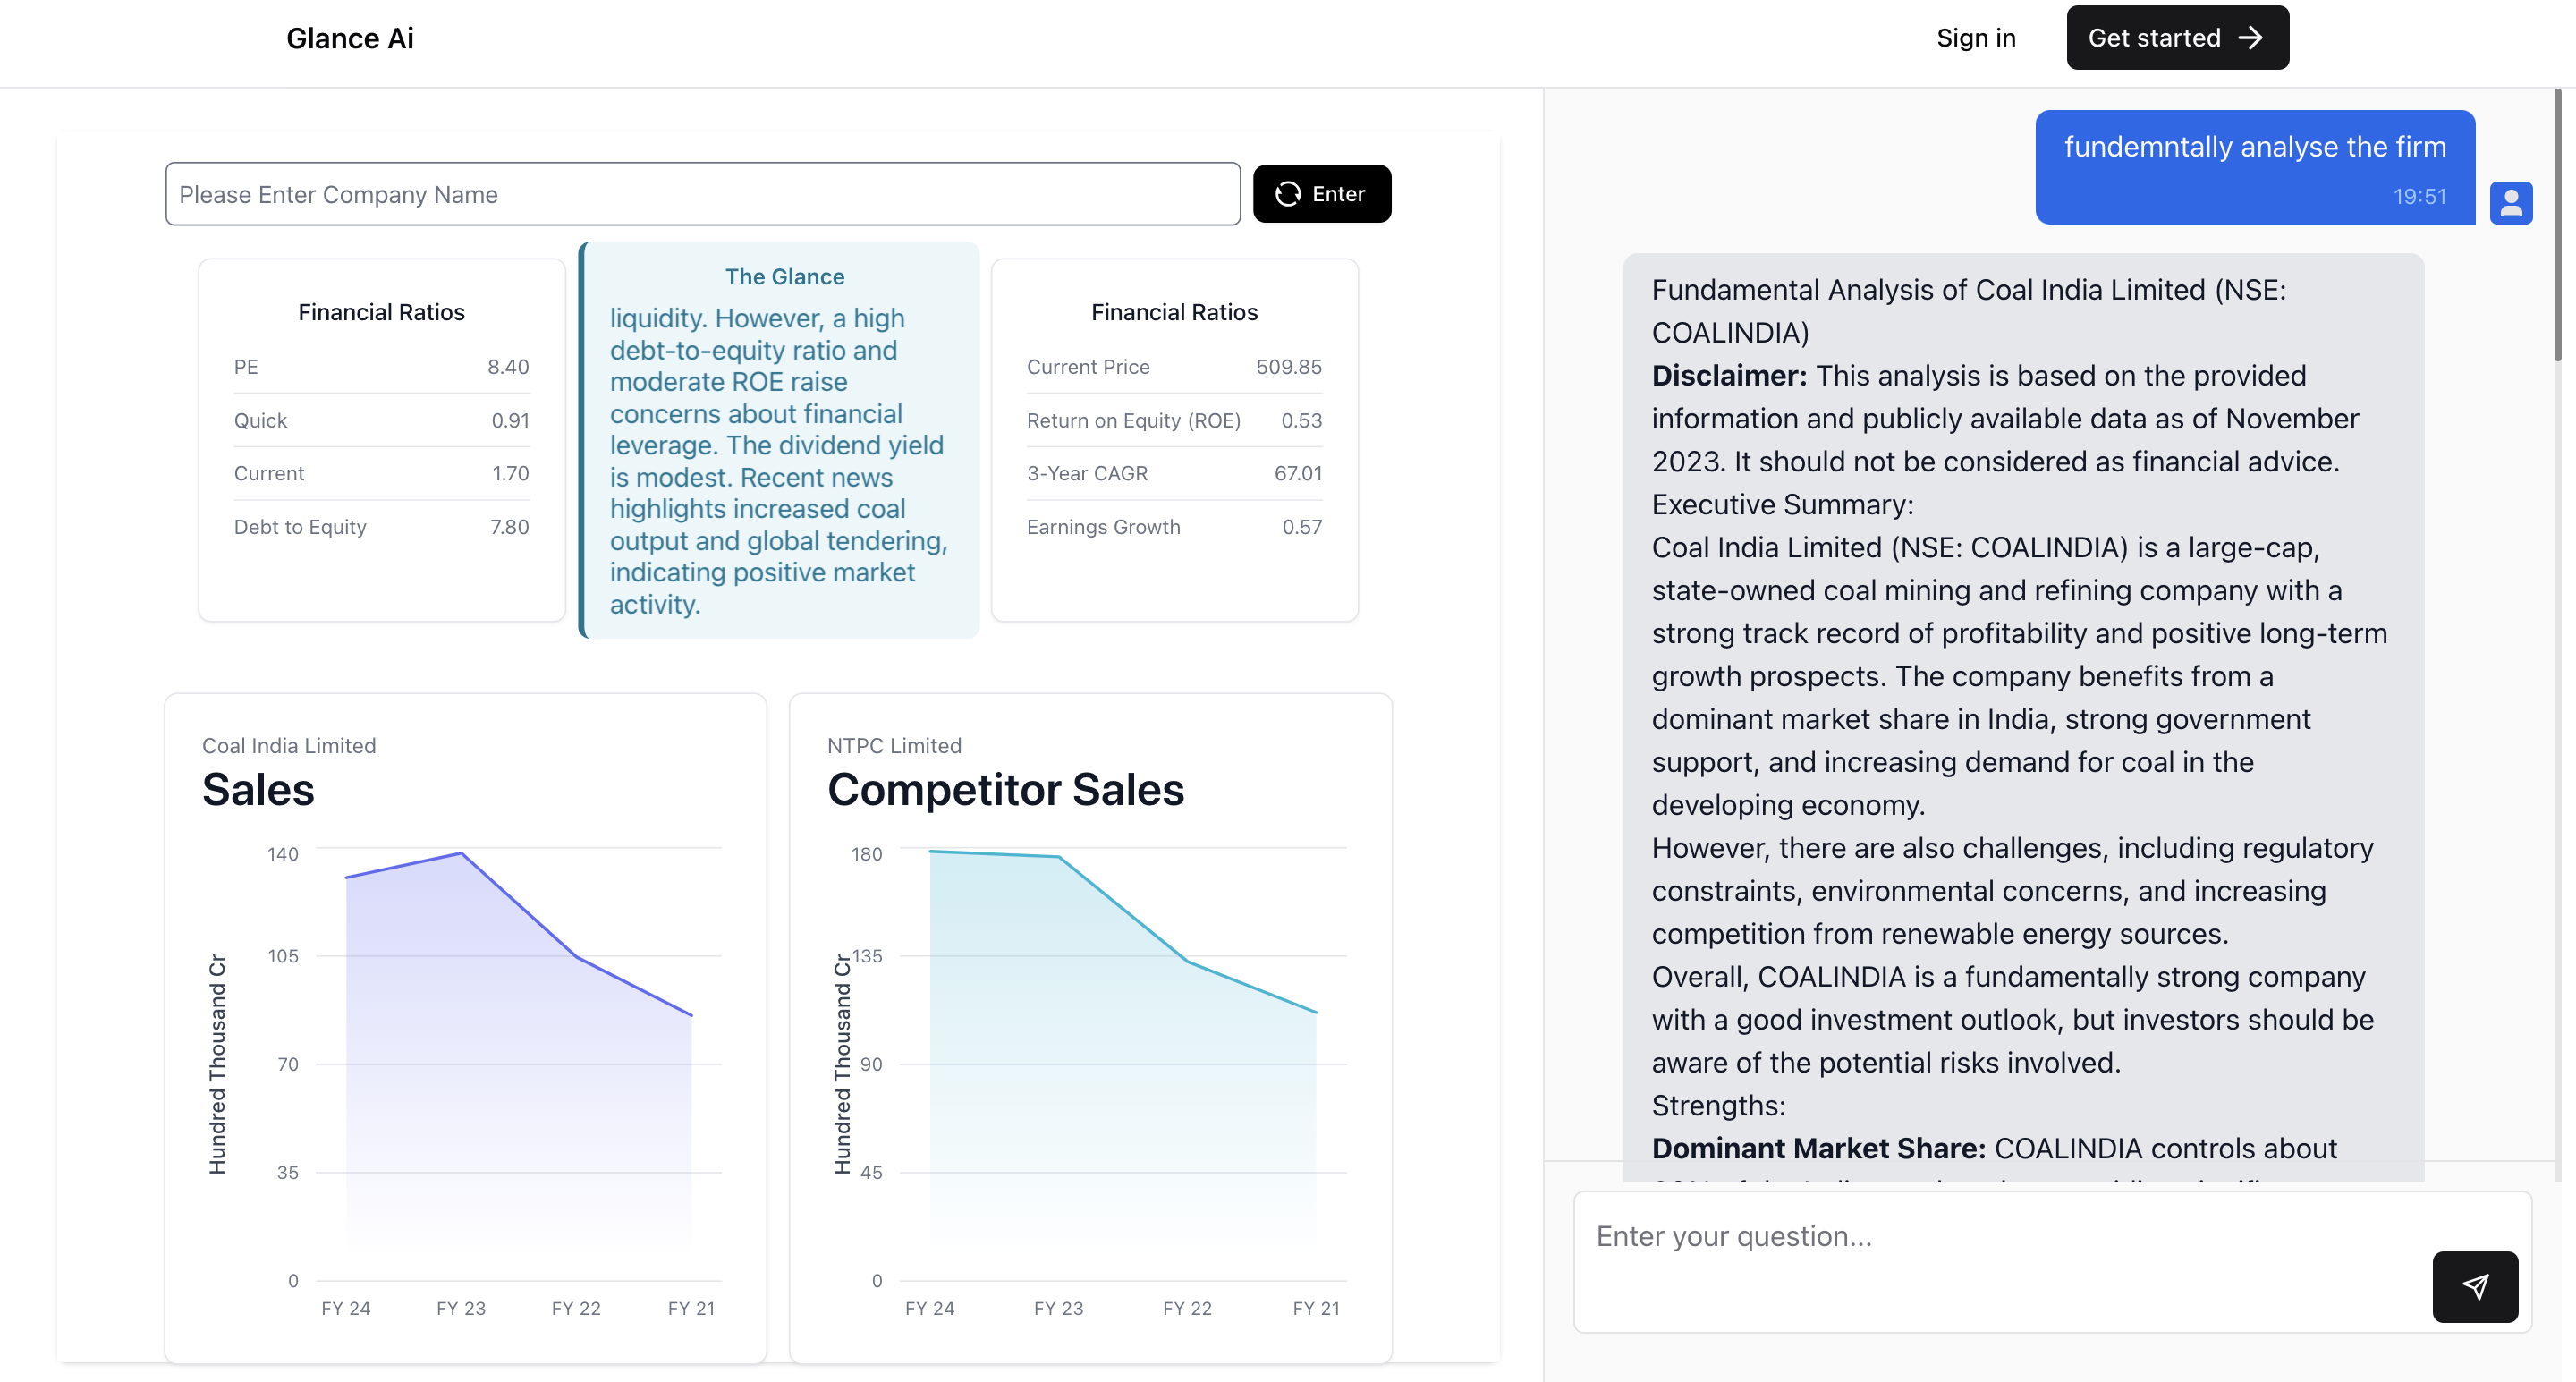 Glance Ai
Sign in
Get started
Please Enter Company Name
Enter
Financial Ratios
PE 8.40
Quick 0.91
Current 1.70
Debt to Equity 7.80
The Glance
liquidity. However, a high
debt-to-equity ratio and
moderate ROE raise
concerns about financial
leverage. The dividend yield
is modest. Recent news
highlights increased coal
output and global tendering,
indicating positive market
activity.
Financial Ratios
Current Price 509.85
Return on Equity (ROE) 0.53
3-Year CAGR 67.01
Earnings Growth 0.57
Coal India Limited
Sales
Hundred Thousand Cr
140
105
70
35
0
FY 24 FY 23 FY 22 FY 21
NTPC Limited
Competitor Sales
Hundred Thousand Cr
180
135
90
45
0
FY 24 FY 23 FY 22 FY 21
fundemntally analyse the firm
19:51
Fundamental Analysis of Coal India Limited (NSE:
COALINDIA)
Disclaimer: This analysis is based on the provided
information and publicly available data as of November
2023. It should not be considered as financial advice.
Executive Summary:
Coal India Limited (NSE: COALINDIA) is a large-cap,
state-owned coal mining and refining company with a
strong track record of profitability and positive long-term
growth prospects. The company benefits from a
dominant market share in India, strong government
support, and increasing demand for coal in the
developing economy.
However, there are also challenges, including regulatory
constraints, environmental concerns, and increasing
competition from renewable energy sources.
Overall, COALINDIA is a fundamentally strong company
with a good investment outlook, but investors should be
aware of the potential risks involved.
Strengths:
Dominant Market Share: COALINDIA controls about
Enter your question...